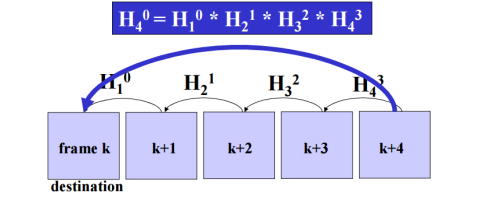 H₄⁰ = H₁⁰ * H₂¹ * H₃² * H₄³
H₁⁰ H₂¹ H₃² H₄³
frame k k+1 k+2 k+3 k+4
destination